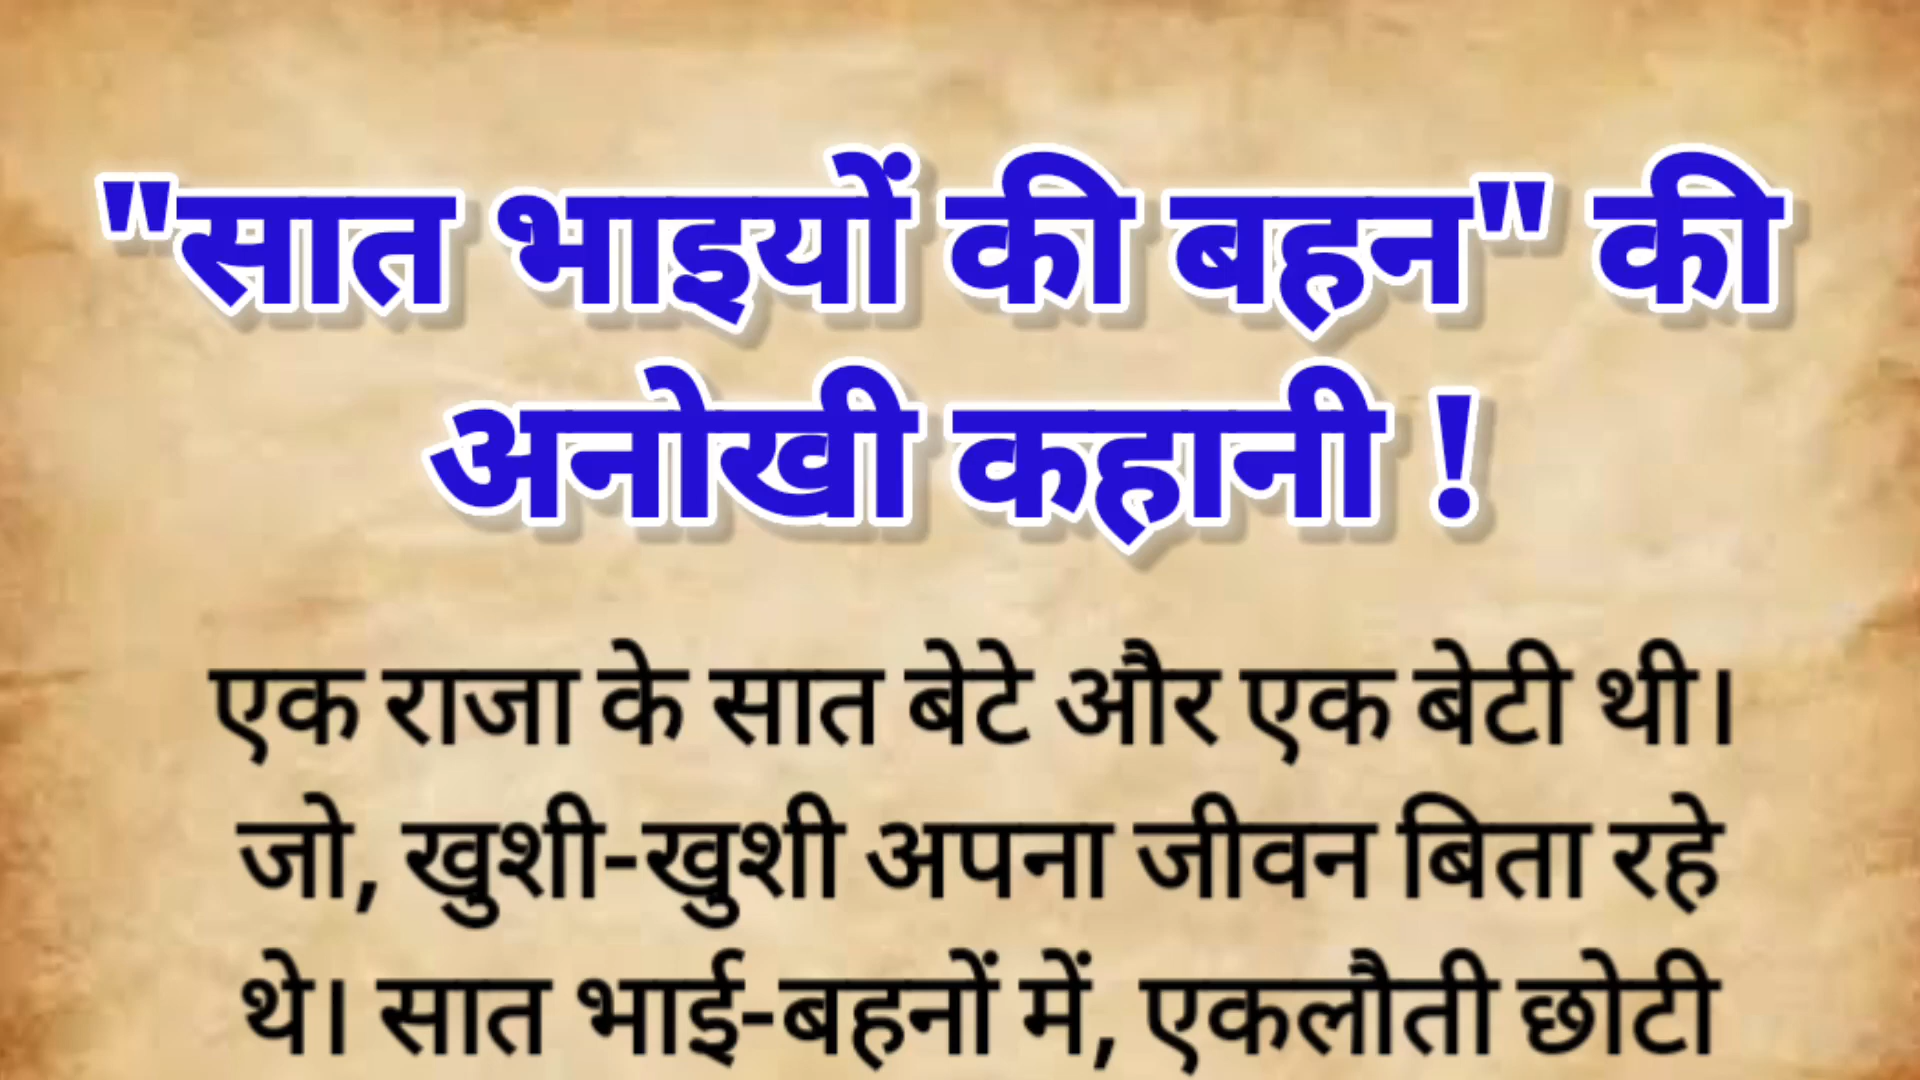 "सात भाइयों की बहन" की
अनोखी कहानी !
एक राजा के सात बेटे और एक बेटी थी।
जो, खुशी-खुशी अपना जीवन बिता रहे
थे। सात भाई-बहनों में, एकलौती छोटी